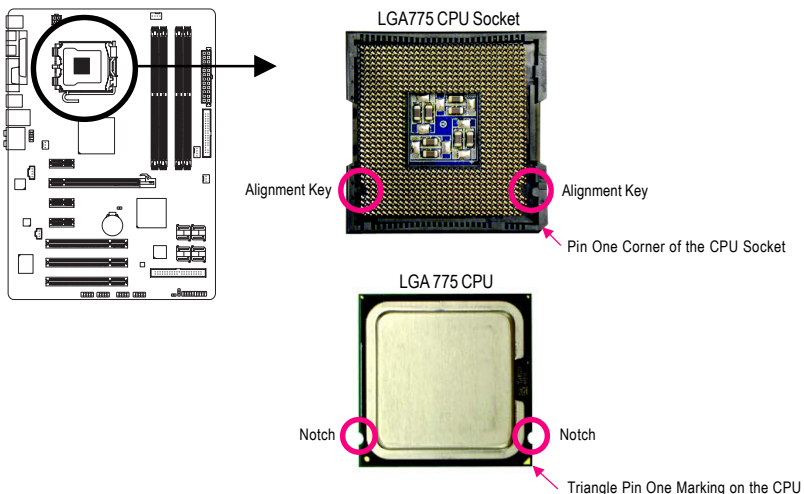 LGA775 CPU Socket
Alignment Key
Alignment Key
Pin One Corner of the CPU Socket
LGA 775 CPU
Notch
Notch
Triangle Pin One Marking on the CPU